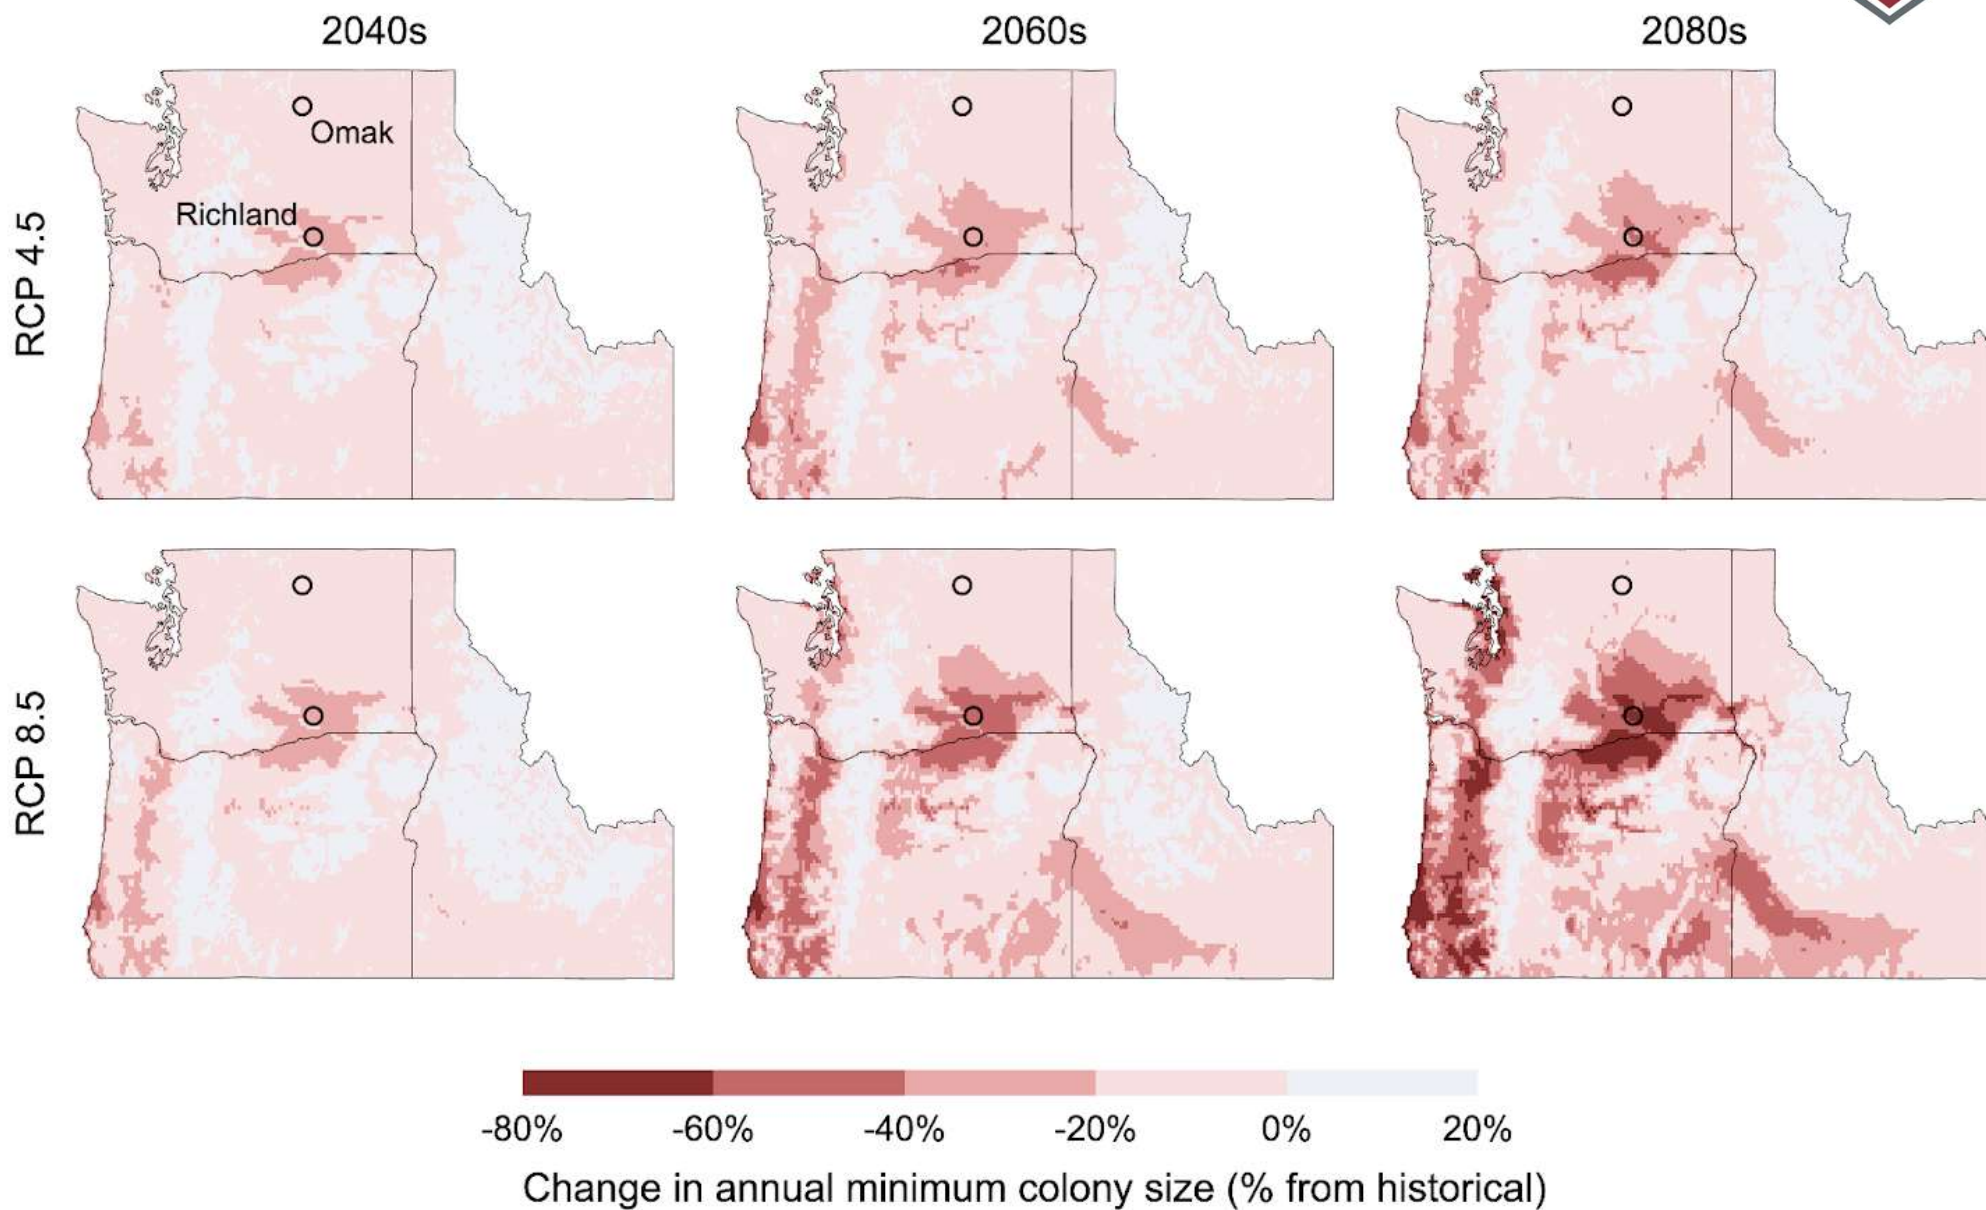 2040s 2060s 2080s
RCP 4.5
Omak
Richland
RCP 8.5
-80% -60% -40% -20% 0% 20%
Change in annual minimum colony size (% from historical)